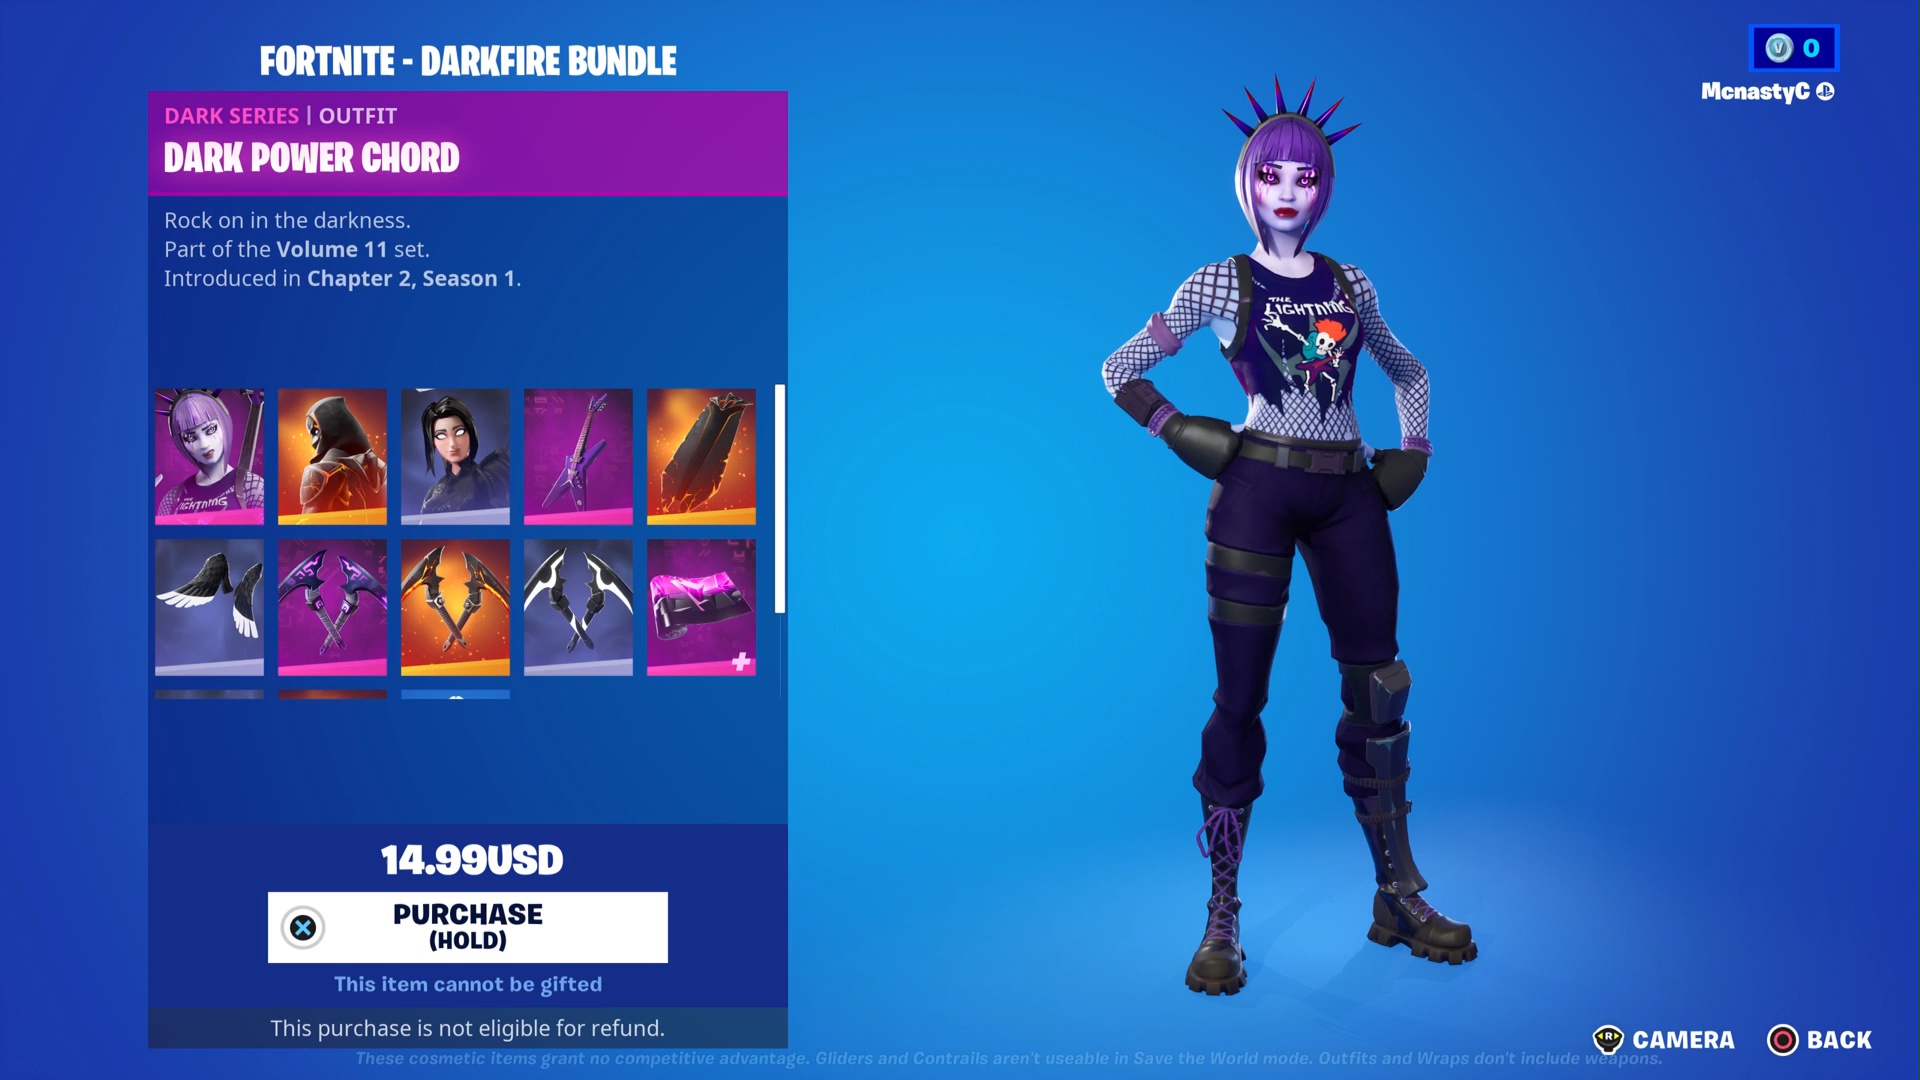 FORTNITE - DARKFIRE BUNDLE
V 0
McnastyC
DARK SERIES | OUTFIT
DARK POWER CHORD
Rock on in the darkness.
Part of the Volume 11 set.
Introduced in Chapter 2, Season 1.
THE
LIGHTNING
LIGHTNING
14.99USD
PURCHASE
(HOLD)
This item cannot be gifted
This purchase is not eligible for refund.
R CAMERA
BACK
These cosmetic items grant no competitive advantage. Gliders and Contrails aren't useable in Save the World mode. Outfits and Wraps don't include weapons.